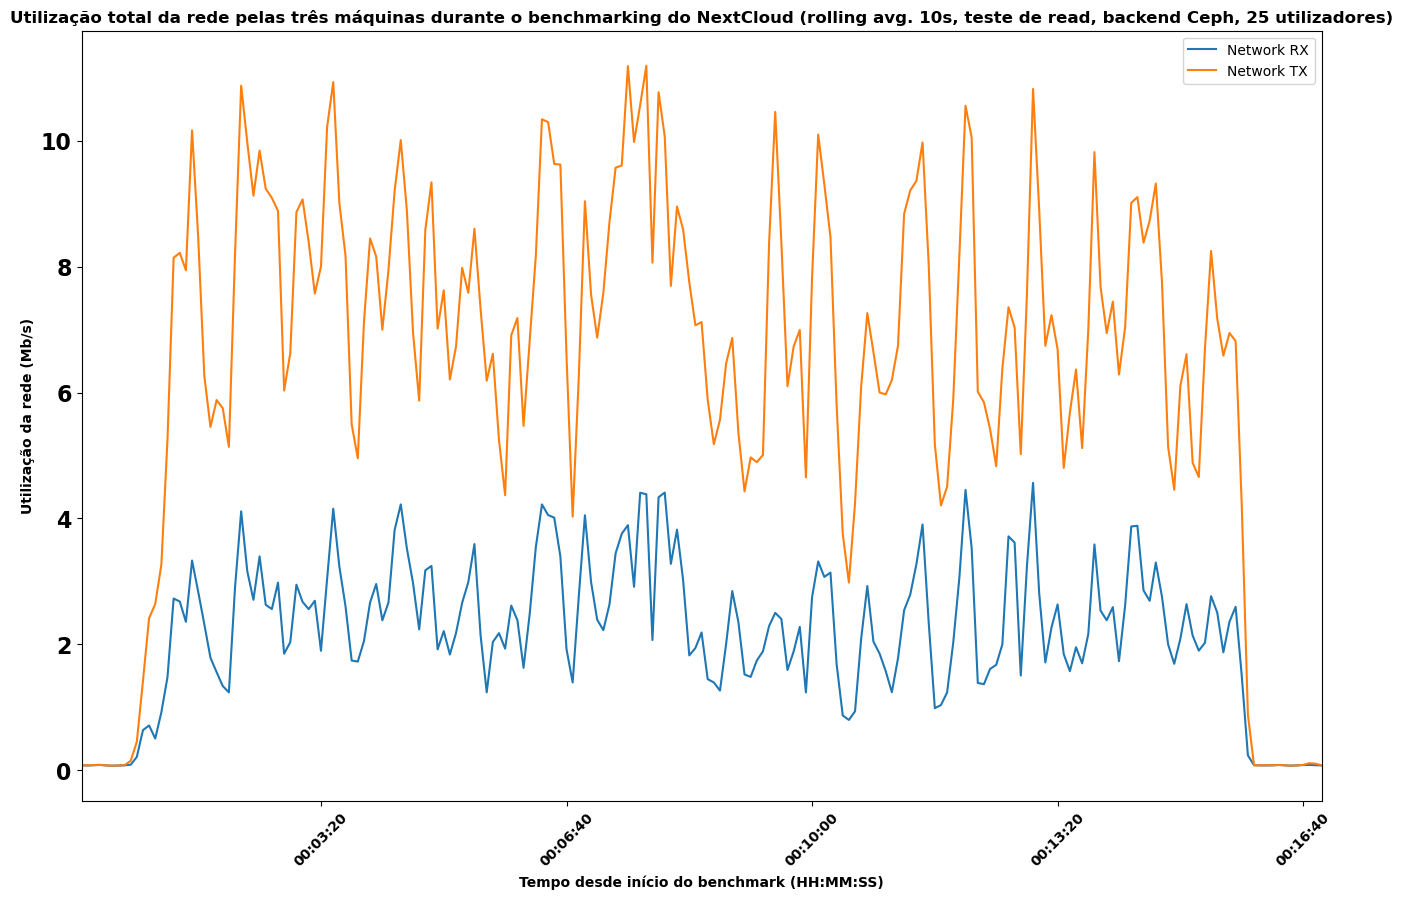 Utilização total da rede pelas três máquinas durante o benchmarking do NextCloud (rolling avg. 10s, teste de read, backend Ceph, 25 utilizadores)
Network RX
Network TX
Utilização da rede (Mb/s)
10
8
6
4
2
0
00:03:20
00:06:40
00:10:00
00:13:20
00:16:40
Tempo desde início do benchmark (HH:MM:SS)